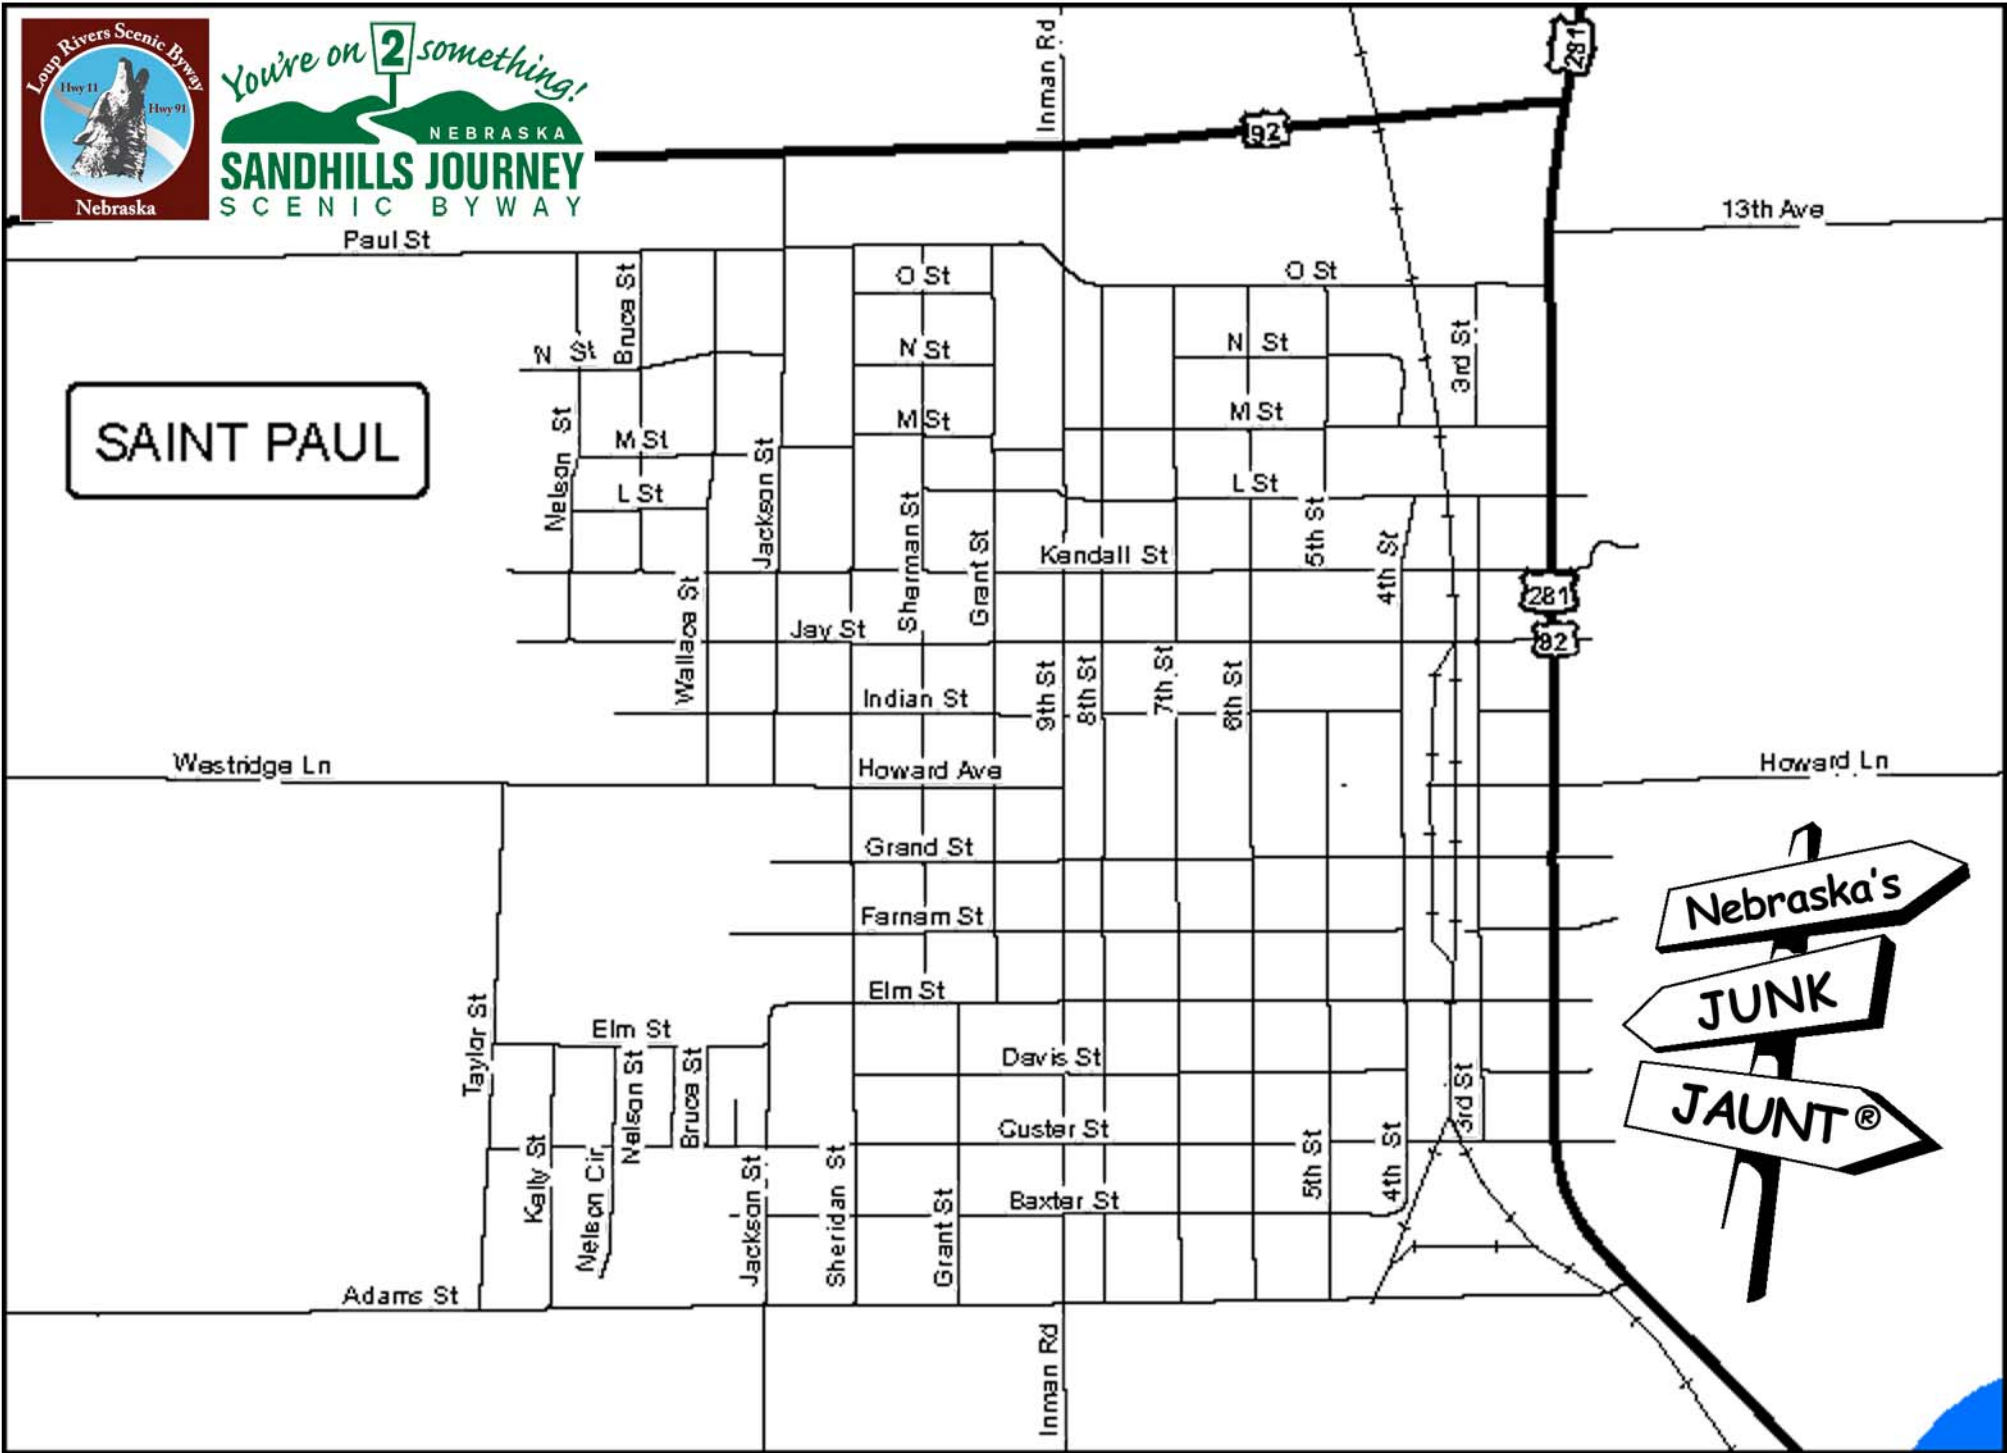 Loup Rivers Scenic Byway
Hwy 11
Hwy 91
Nebraska
You're on 2 something!
NEBRASKA
SANDHILLS JOURNEY
SCENIC BYWAY
Inman Rd
281
92
13th Ave
Paul St
O St
O St
Bruce St
N St
N St
N St
3rd St
SAINT PAUL
Nelson St
M St
M St
M St
Jackson St
L St
L St
Sherman St
Grant St
5th St
4th St
Kendall St
281
92
Wallace St
Jay St
9th St
8th St
7th St
6th St
Indian St
Westridge Ln
Howard Ave
Howard Ln
Grand St
Farnam St
Nebraska's
JUNK
JAUNT®
Elm St
Taylor St
Elm St
Nelson St
Bruce St
Davis St
3rd St
Custer St
Kelly St
Nelson Cir
Jackson St
Sheridan St
Grant St
Baxter St
5th St
4th St
Adams St
Inman Rd